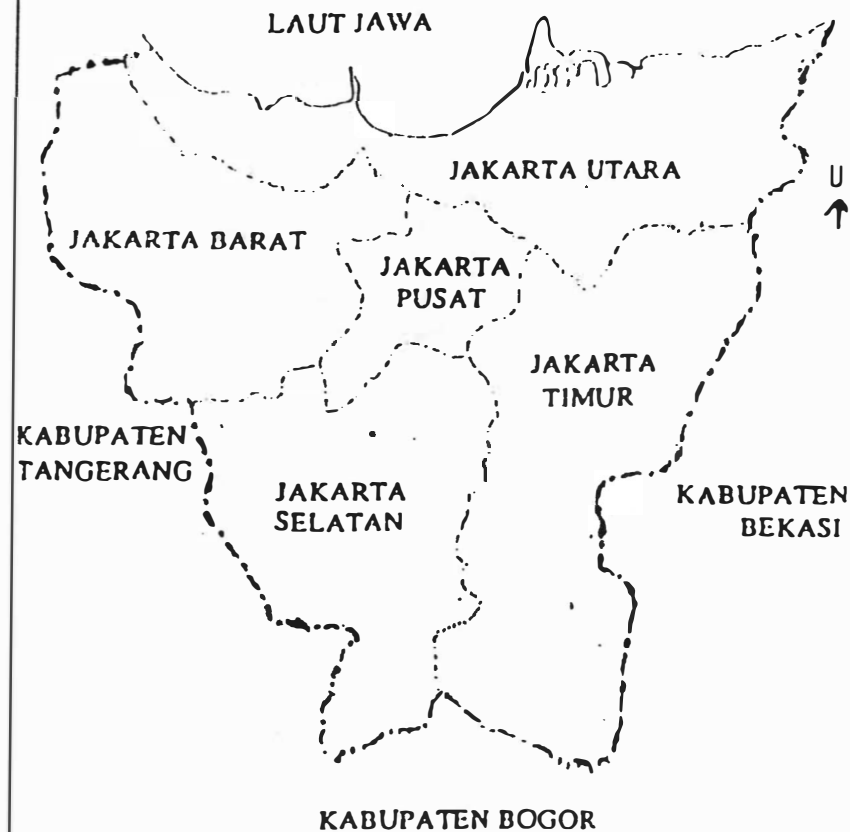 LAUT JAWA
JAKARTA UTARA
U
JAKARTA BARAT
JAKARTA
PUSAT
JAKARTA
TIMUR
KABUPATEN
TANGERANG
JAKARTA
SELATAN
KABUPATEN
BEKASI
KABUPATEN BOGOR